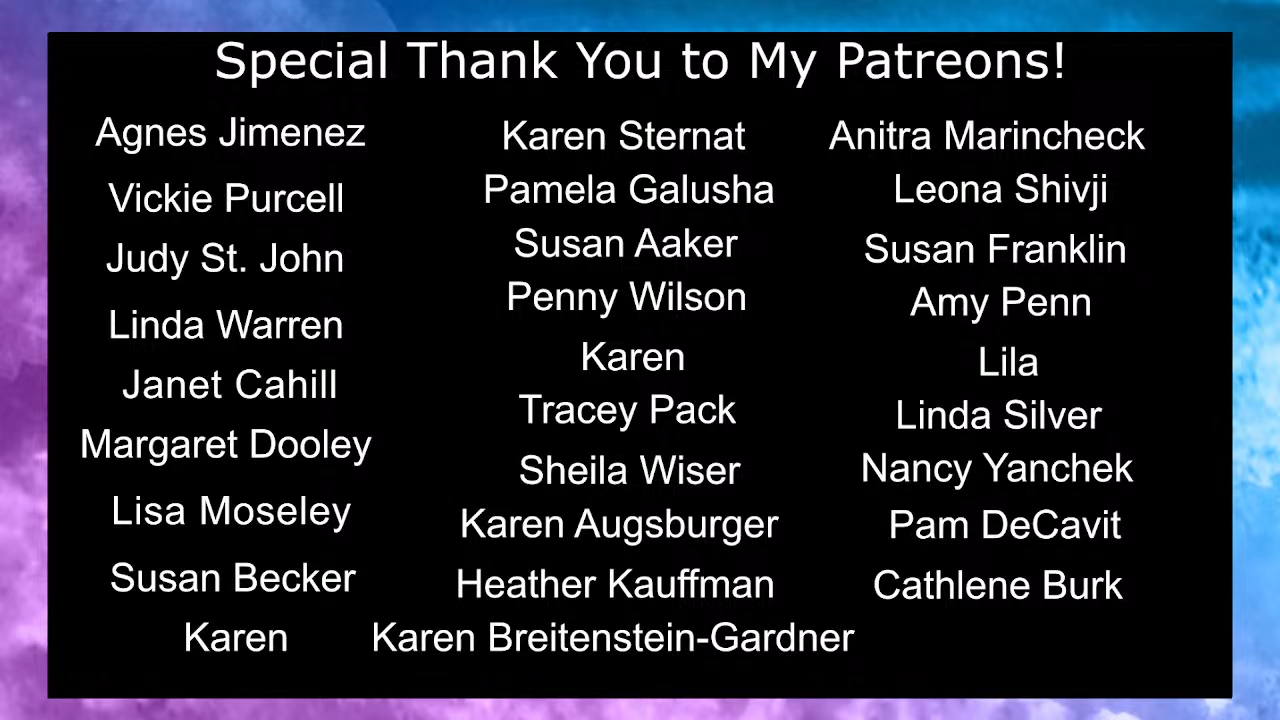 Special Thank You to My Patreons!
Agnes Jimenez
Vickie Purcell
Judy St. John
Linda Warren
Janet Cahill
Margaret Dooley
Lisa Moseley
Susan Becker
Karen
Karen Sternat
Pamela Galusha
Susan Aaker
Penny Wilson
Karen
Tracey Pack
Sheila Wiser
Karen Augsburger
Heather Kauffman
Karen Breitenstein-Gardner
Anitra Marincheck
Leona Shivji
Susan Franklin
Amy Penn
Lila
Linda Silver
Nancy Yanchek
Pam DeCavit
Cathlene Burk